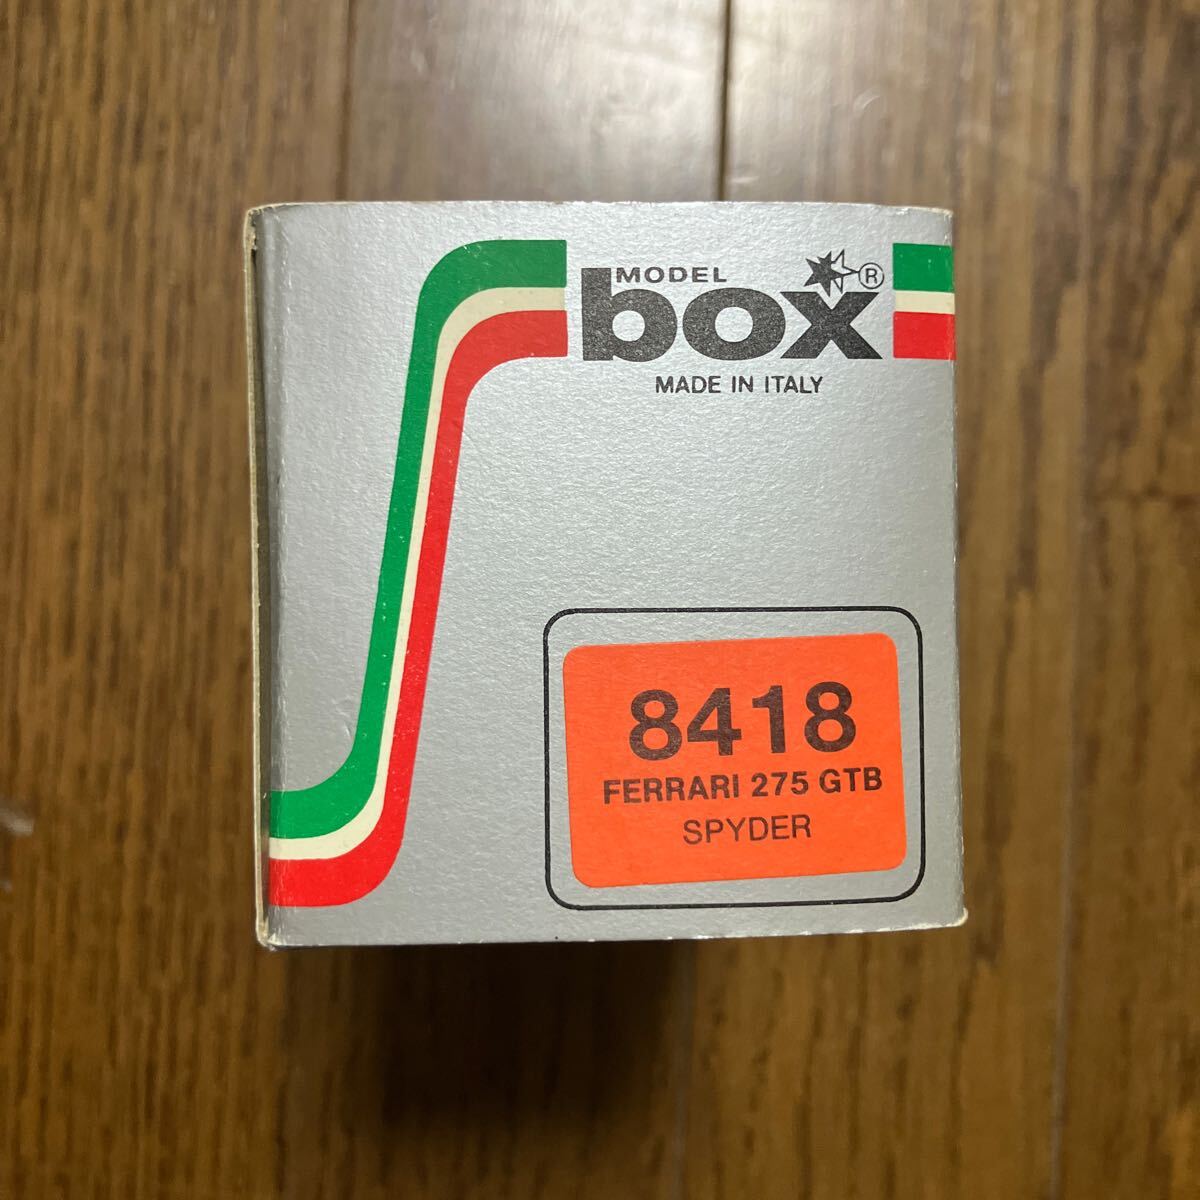 MODEL
box ®
MADE IN ITALY
8418
FERRARI 275 GTB
SPYDER